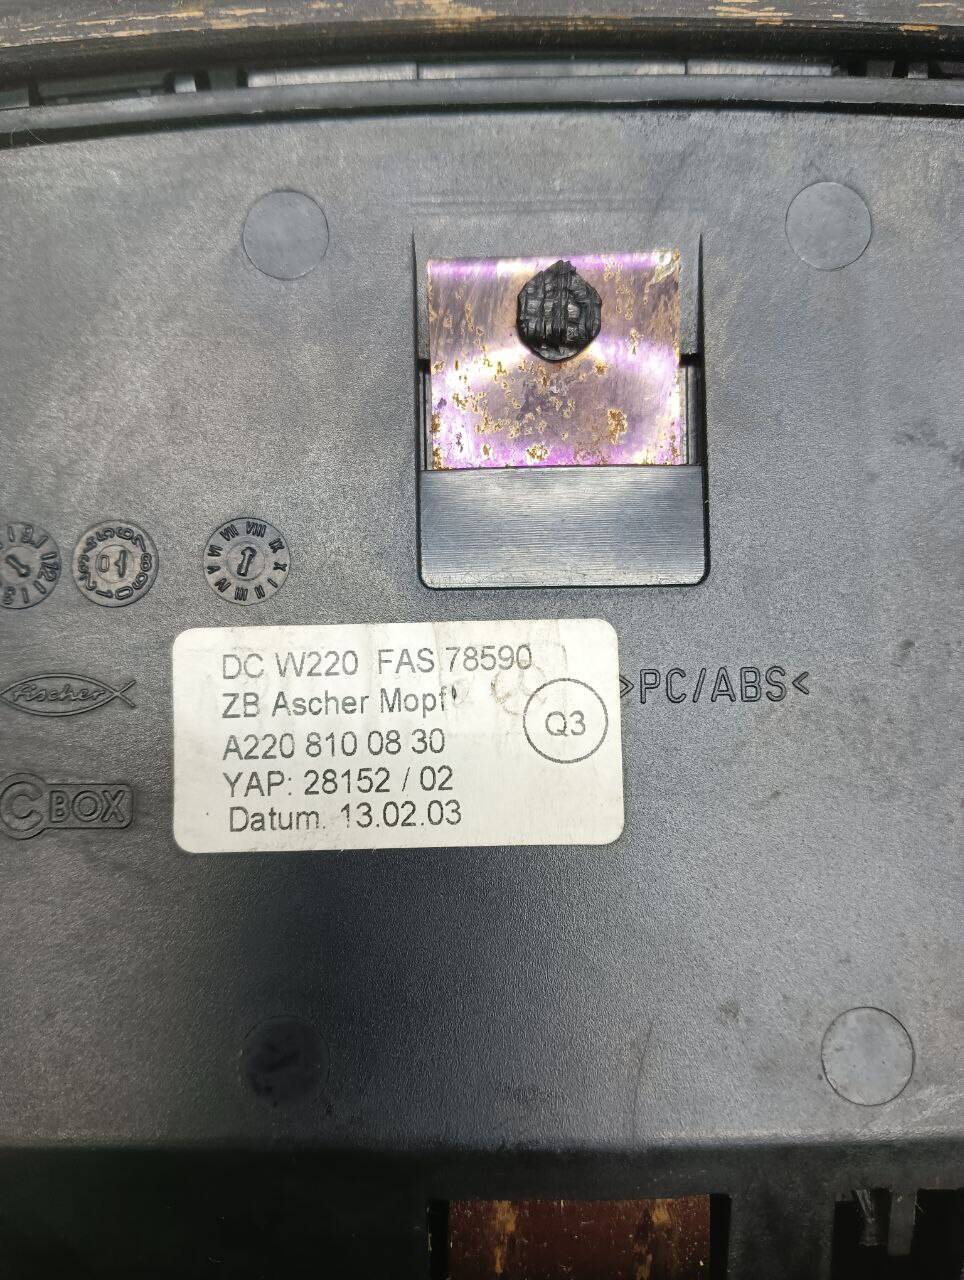 DC W220 FAS 78590
ZB Ascher Mopf
Q3
A220 810 08 30
YAP: 28152 / 02
Datum. 13.02.03
>PC/ABS<
fischer
C BOX